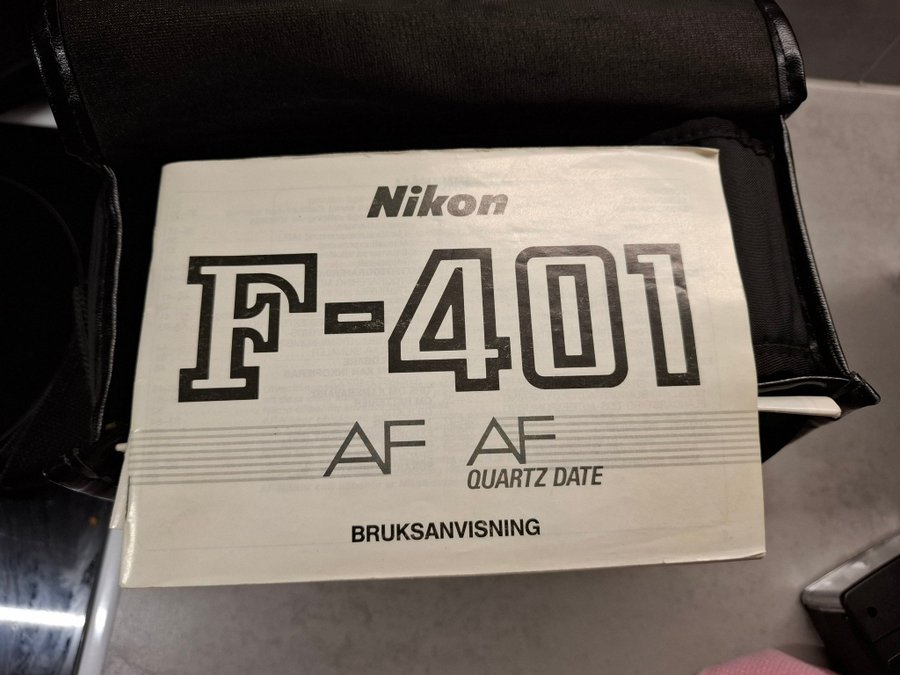 Nikon
F-401
AF AF
QUARTZ DATE
BRUKSANVISNING